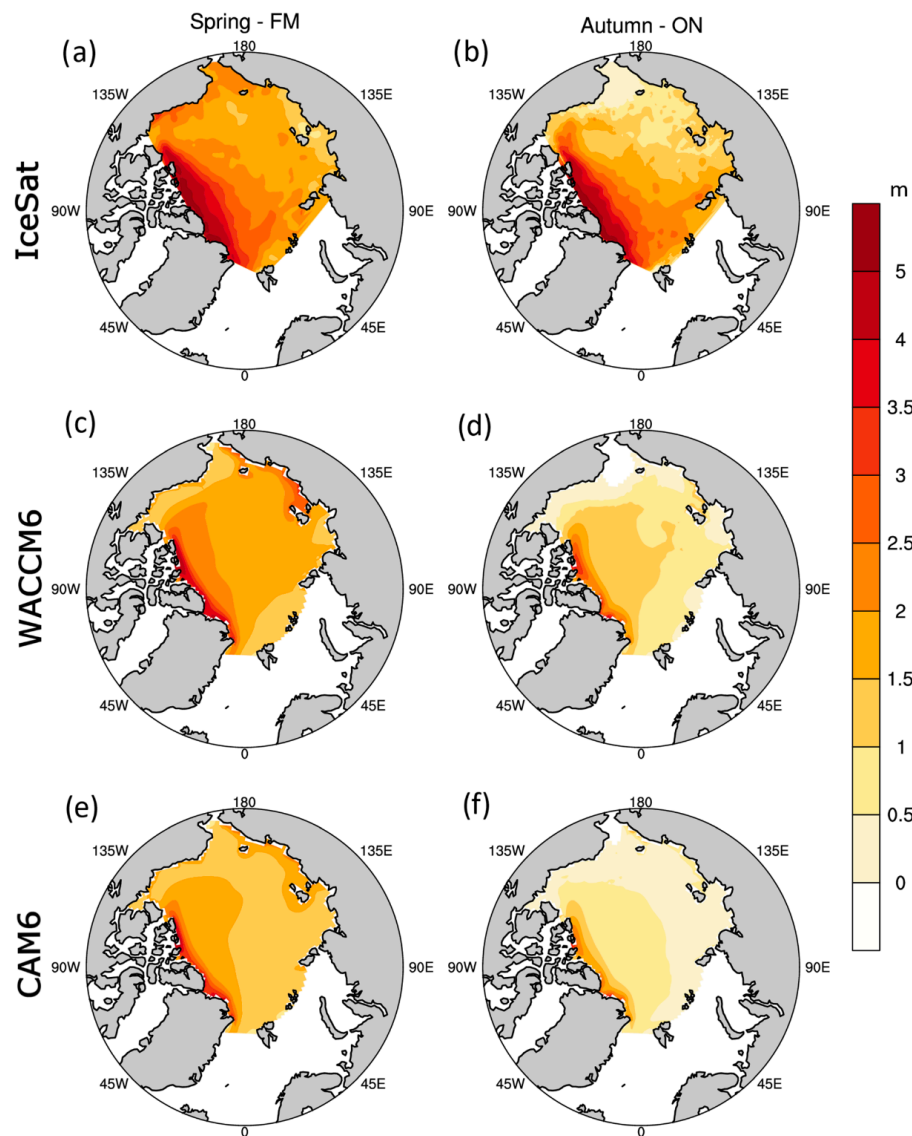 Spring - FM
Autumn - ON
(a)
180
135W
135E
90W
90E
45W
45E
0
(b)
180
135W
135E
90W
90E
45W
45E
0
IceSat
(c)
180
135W
135E
90W
90E
45W
45E
0
(d)
180
135W
135E
90W
90E
45W
45E
0
WACCM6
(e)
180
135W
135E
90W
90E
45W
45E
0
(f)
180
135W
135E
90W
90E
45W
45E
0
CAM6
m
5
4
3.5
3
2.5
2
1.5
1
0.5
0